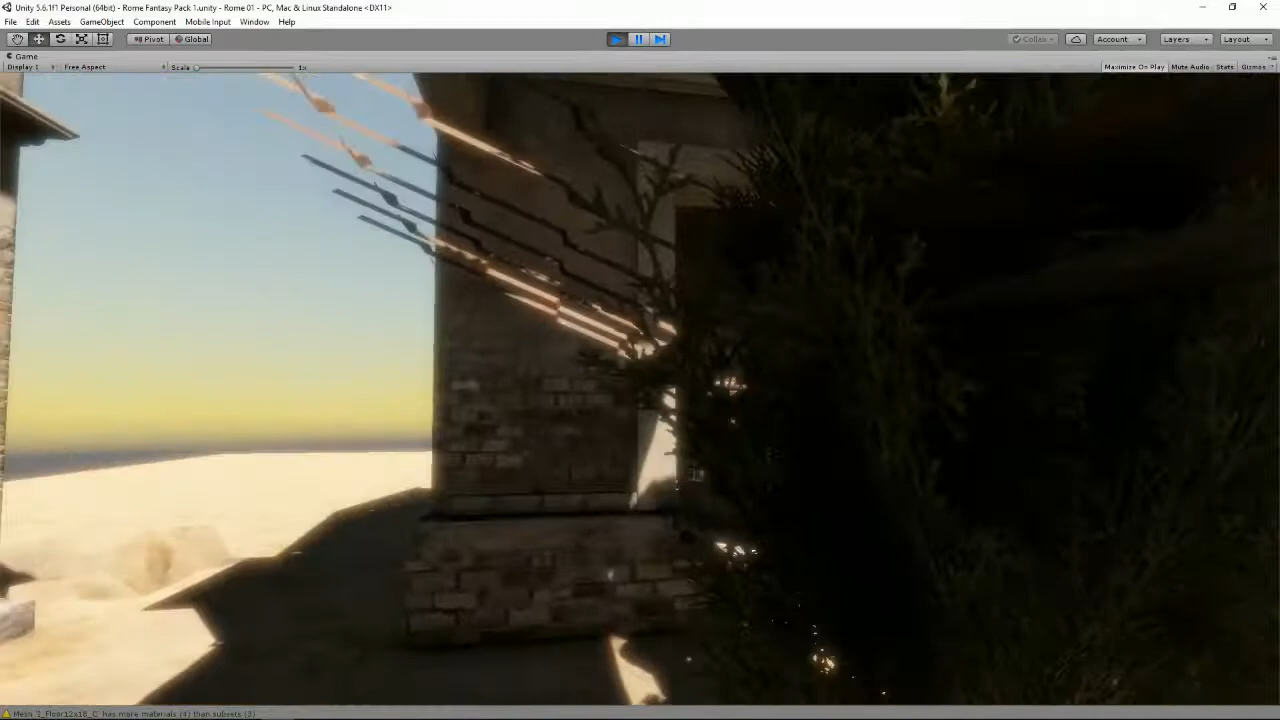 Unity 5.6.1f1 Personal (64bit) - Rome Fantasy Pack 1.unity - Rome 01 - PC, Mac & Linux Standalone <DX11>
File Edit Assets GameObject Component Mobile Input Window Help
Pivot Global Collab Account Layers Layout
Game
Display 1 Free Aspect Scale 1x Maximize On Play Mute Audio Stats Gizmos
has more materials (4) than subsets (3)